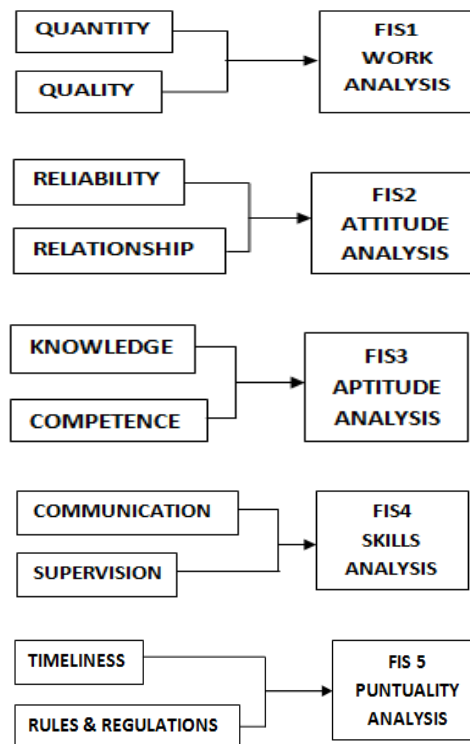 QUANTITY
QUALITY
FIS1
WORK
ANALYSIS
RELIABILITY
RELATIONSHIP
FIS2
ATTITUDE
ANALYSIS
KNOWLEDGE
COMPETENCE
FIS3
APTITUDE
ANALYSIS
COMMUNICATION
SUPERVISION
FIS4
SKILLS
ANALYSIS
TIMELINESS
RULES & REGULATIONS
FIS 5
PUNTUALITY
ANALYSIS